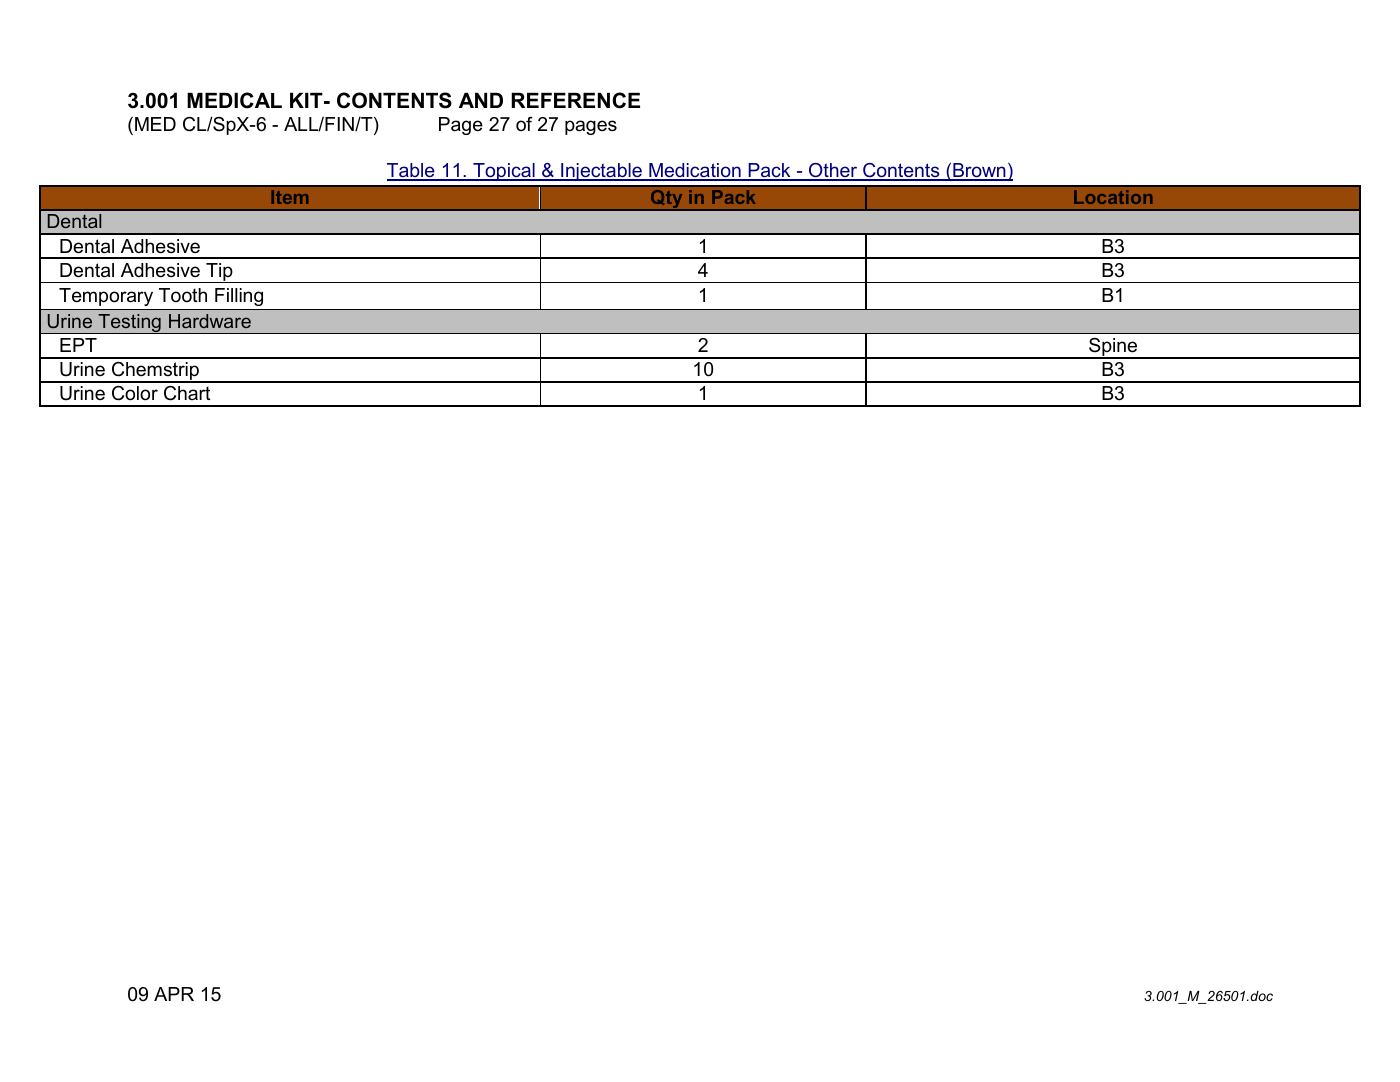 3.001 MEDICAL KIT- CONTENTS AND REFERENCE
(MED CL/SpX-6 - ALL/FIN/T) Page 27 of 27 pages
Table 11. Topical & Injectable Medication Pack - Other Contents (Brown)
Item Qty in Pack Location
Dental
Dental Adhesive 1 B3
Dental Adhesive Tip 4 B3
Temporary Tooth Filling 1 B1
Urine Testing Hardware
EPT 2 Spine
Urine Chemstrip 10 B3
Urine Color Chart 1 B3
09 APR 15 3.001_M_26501.doc